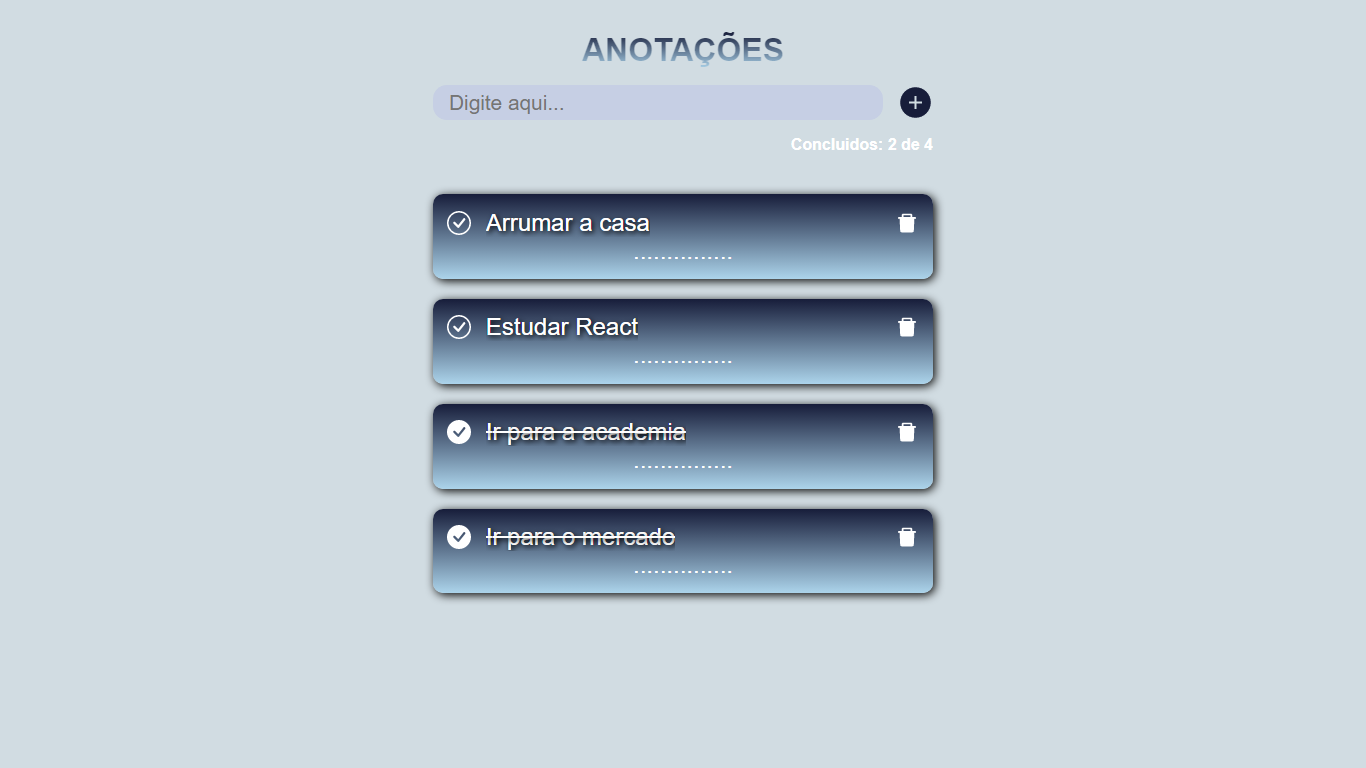 ANOTAÇÕES
Digite aqui...
Concluidos: 2 de 4
Arrumar a casa
Estudar React
Ir para a academia
Ir para o mercado